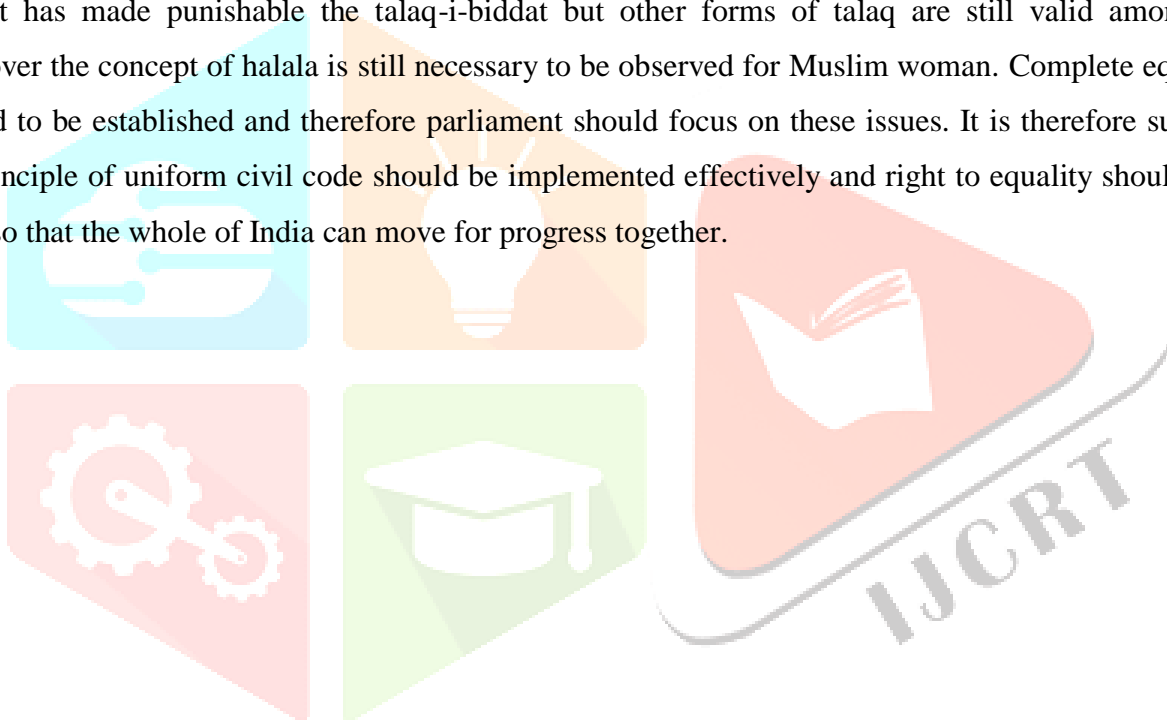 t has made punishable the talaq-i-biddat but other forms of talaq are still valid amo
over the concept of halala is still necessary to be observed for Muslim woman. Complete eq
d to be established and therefore parliament should focus on these issues. It is therefore su
nciple of uniform civil code should be implemented effectively and right to equality shoul
so that the whole of India can move for progress together.
IJCRT